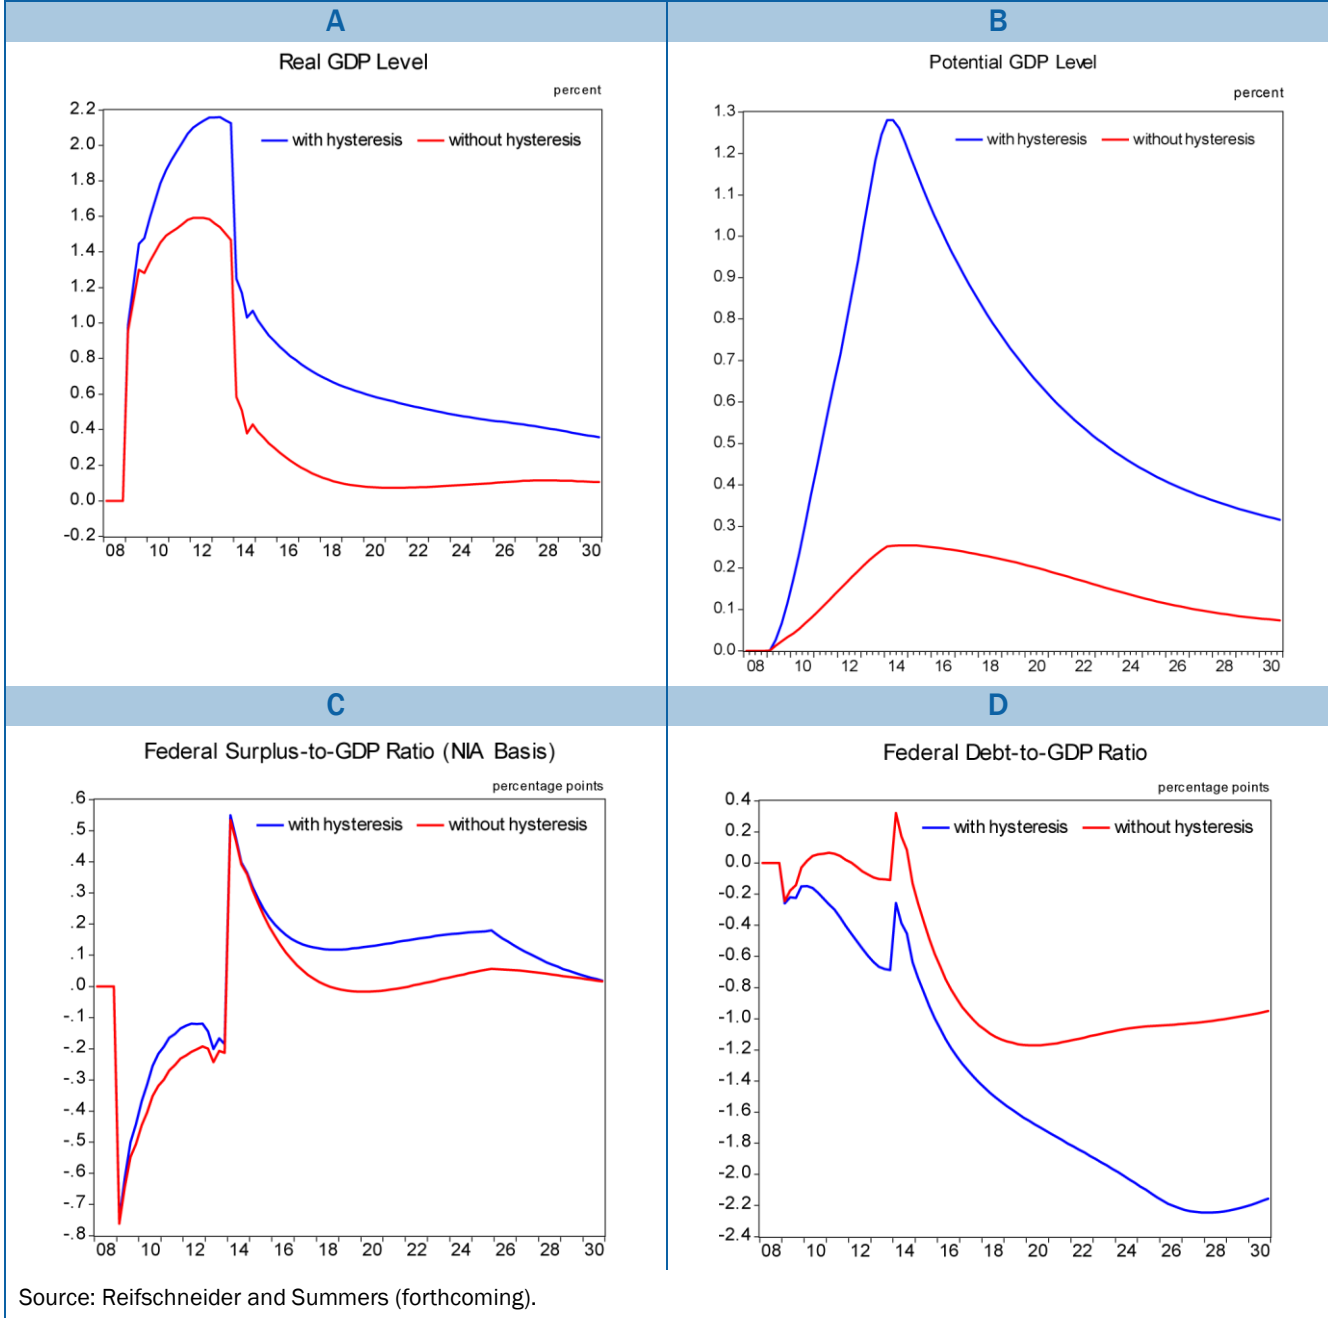 A
Real GDP Level
percent
with hysteresis without hysteresis
2.2
2.0
1.8
1.6
1.4
1.2
1.0
0.8
0.6
0.4
0.2
0.0
-0.2
08 10 12 14 16 18 20 22 24 26 28 30
B
Potential GDP Level
percent
with hysteresis without hysteresis
1.3
1.2
1.1
1.0
0.9
0.8
0.7
0.6
0.5
0.4
0.3
0.2
0.1
0.0
08 10 12 14 16 18 20 22 24 26 28 30
C
Federal Surplus-to-GDP Ratio (NIA Basis)
percentage points
with hysteresis without hysteresis
.6
.5
.4
.3
.2
.1
.0
-.1
-.2
-.3
-.4
-.5
-.6
-.7
-.8
08 10 12 14 16 18 20 22 24 26 28 30
D
Federal Debt-to-GDP Ratio
percentage points
with hysteresis without hysteresis
0.4
0.2
0.0
-0.2
-0.4
-0.6
-0.8
-1.0
-1.2
-1.4
-1.6
-1.8
-2.0
-2.2
-2.4
08 10 12 14 16 18 20 22 24 26 28 30
Source: Reifschneider and Summers (forthcoming).